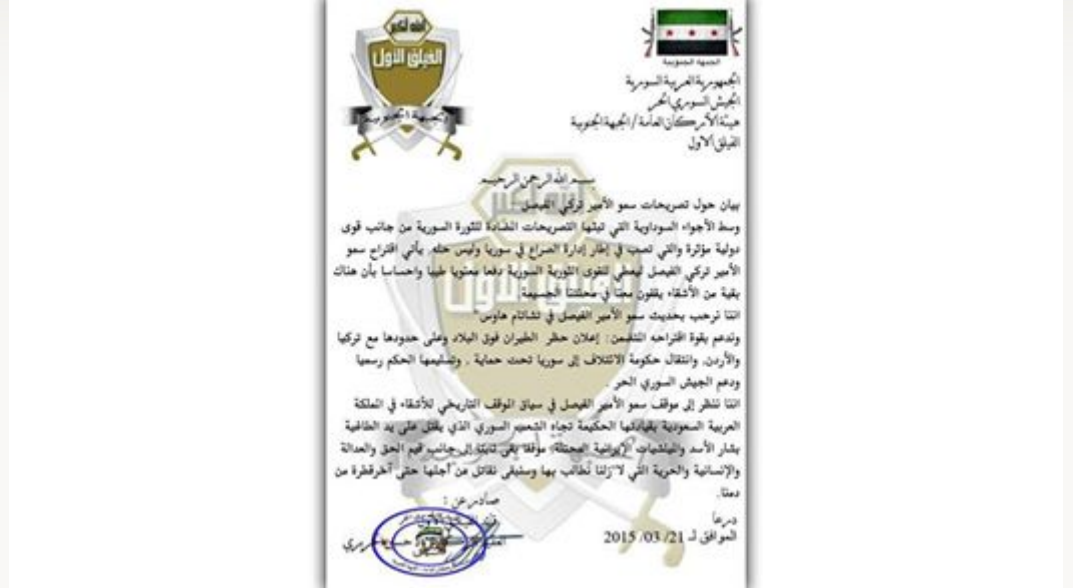 الله أكبر
الفيلق الأول
الجبهة الجنوبية
الجبهة الجنوبية
الجمهورية العربية السورية
الجيش السوري الحر
هيئة الأركان العامة / الجبهة الجنوبية
الفيلق الأول
بسم الله الرحمن الرحيم
بيان حول تصريحات سمو الأمير تركي الفيصل
وسط الأجواء السوداوية التي تبثها التصريحات المضادة للثورة السورية من جانب قوى
دولية مؤثرة والتي تصب في إطار إدارة الصراع في سوريا وليس حله. يأتي اقتراح سمو
الأمير تركي الفيصل ليعطي للقوى الثورية السورية دفعا معنويا طيبا واحساسا بأن هناك
بقية من الأشقاء يقفون معنا في محنتنا الجسيمة
اننا نرحب بحديث سمو الأمير الفيصل في تشاتام هاوس"
وندعم بقوة اقتراحه المتضمن: إعلان حظر الطيران فوق البلاد وعلى حدودها مع تركيا
والأردن, وانتقال حكومة الائتلاف إلى سوريا تحت حماية , وتسليمها الحكم رسميا
ودعم الجيش السوري الحر .
اننا ننظر إلى موقف سمو الأمير الفيصل في سياق الموقف التاريخي للأشقاء في المملكة
العربية السعودية بقيادتها الحكيمة تجاه الشعب السوري الذي يقتل على يد الطاغية
بشار الأسد والميلشيات الإيرانية المحتلة, موقفا بقي ثابتا إلى جانب قيم الحق والعدالة
والإنسانية والحرية التي لا زلنا نطالب بها وسنبقى نقاتل من أجلها حتى آخر قطرة من
دمنا.
صادر عن :
درعا
الموافق لـ 21/ 03/ 2015